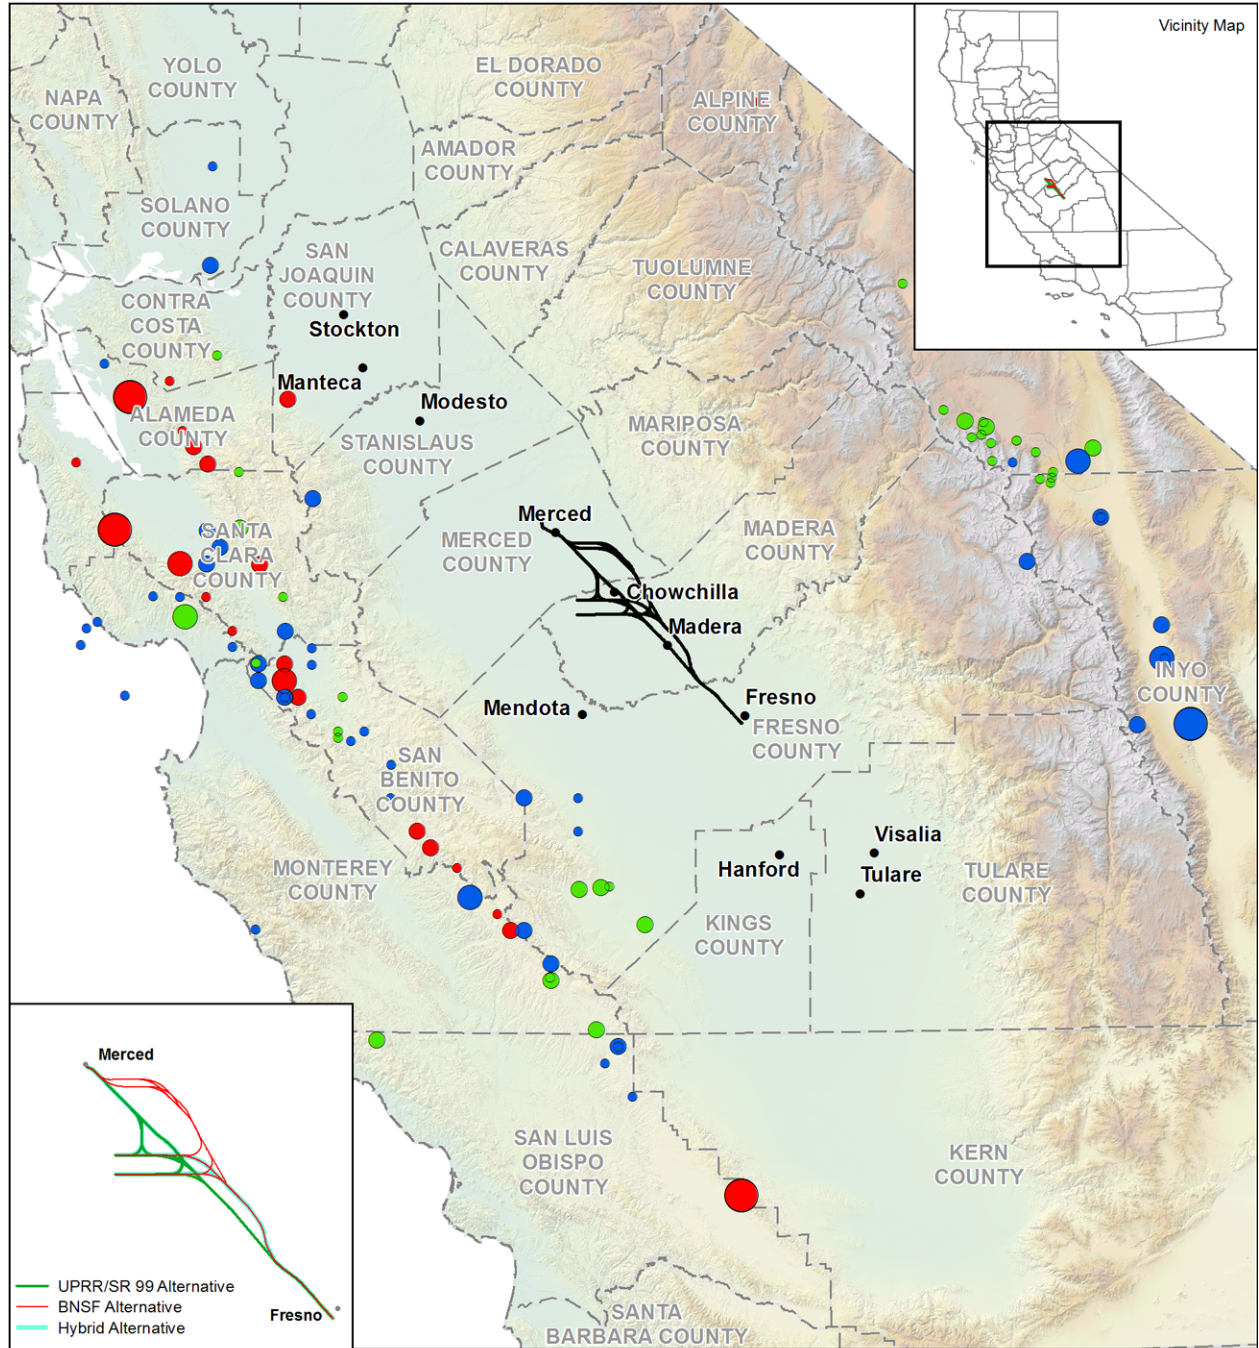 Vicinity Map
YOLO
COUNTY
EL DORADO
COUNTY
NAPA
COUNTY
ALPINE
COUNTY
AMADOR
COUNTY
SOLANO
COUNTY
SAN
JOAQUIN
COUNTY
CALAVERAS
COUNTY
TUOLUMNE
COUNTY
CONTRA
COSTA
COUNTY
Stockton
Manteca
Modesto
ALAMEDA
COUNTY
STANISLAUS
COUNTY
MARIPOSA
COUNTY
Merced
MERCED
COUNTY
MADERA
COUNTY
SANTA
CLARA
COUNTY
Chowchilla
Madera
INYO
COUNTY
Mendota
Fresno
FRESNO
COUNTY
SAN
BENITO
COUNTY
Visalia
Hanford
Tulare
MONTEREY
COUNTY
TULARE
COUNTY
KINGS
COUNTY
Merced
SAN LUIS
OBISPO
COUNTY
KERN
COUNTY
UPRR/SR 99 Alternative
BNSF Alternative
Hybrid Alternative
Fresno
SANTA
BARBARA COUNTY